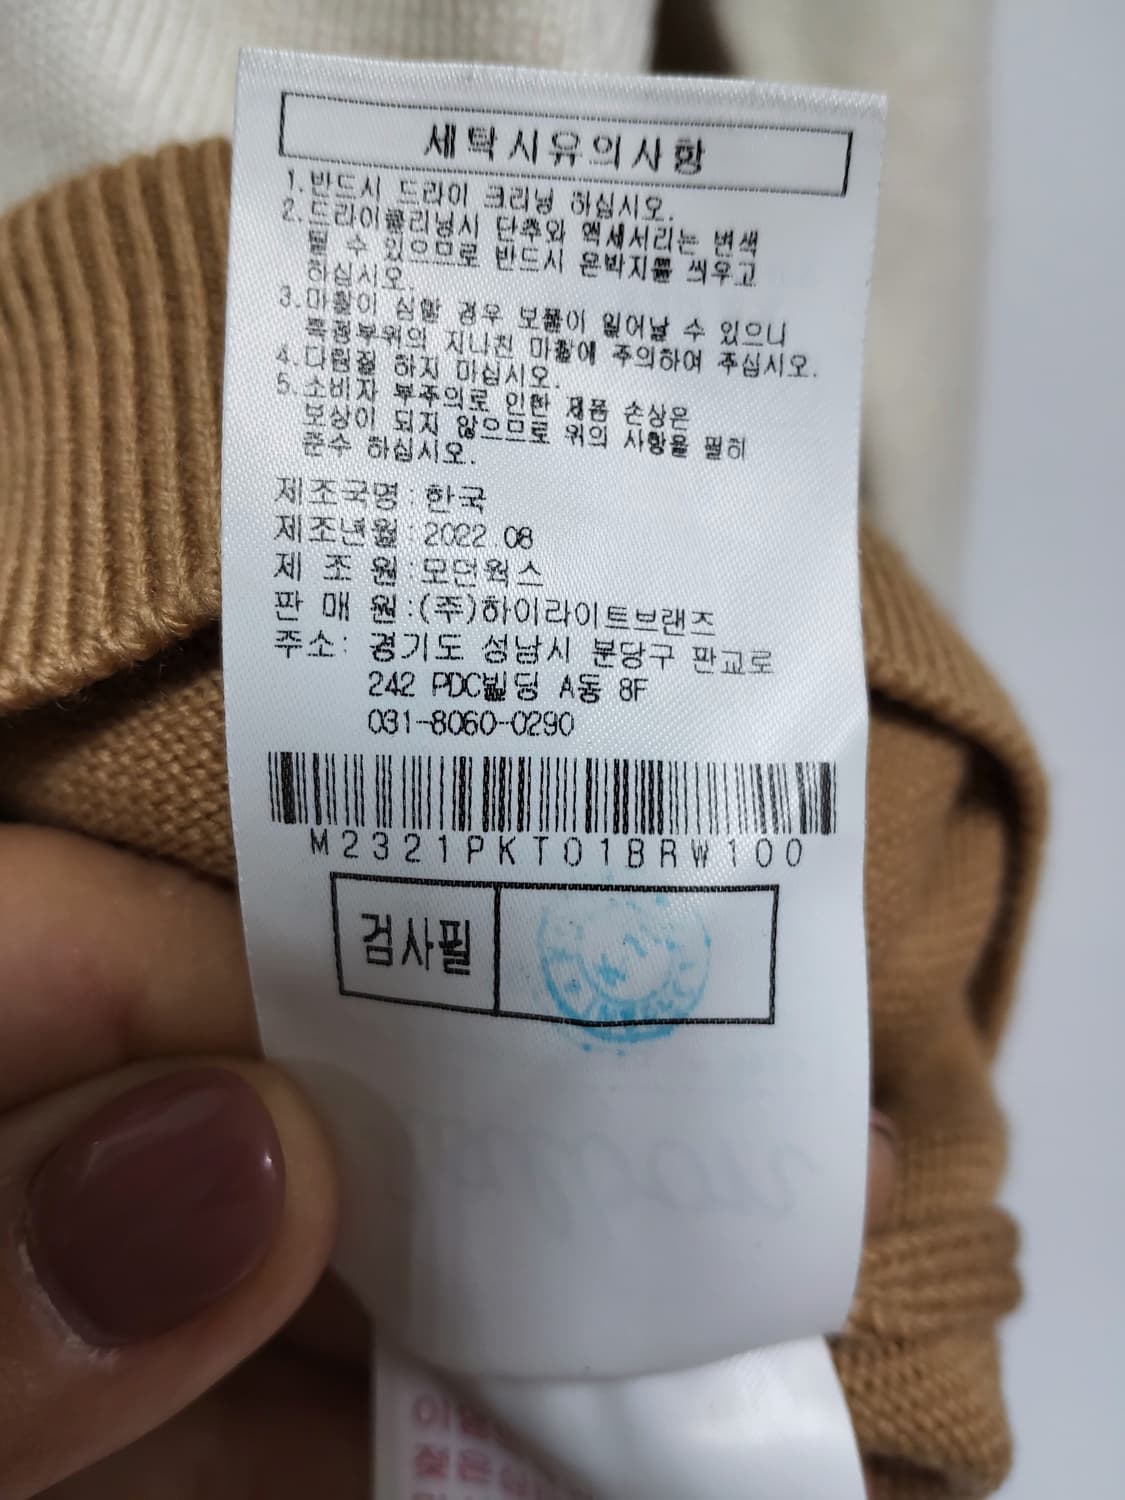 세탁시유의사항
1.반드시 드라이 크리닝 하십시오.
2.드라이클리닝시 단추와 액세서리는 변색
될 수 있으므로 반드시 은박지를 씌우고
하십시오.
3.마찰이 심할 경우 보풀이 일어날 수 있으니
특정부위의 지나친 마찰에 주의하여 주십시오.
4.다림질 하지 마십시오.
5.소비자 부주의로 인한 제품 손상은
보상이 되지 않으므로 위의 사항을 필히
준수 하십시오.
제조국명:한국
제조년월:2022.08
제 조 원:모던웍스
판 매 원:(주)하이라이트브랜즈
주소: 경기도 성남시 분당구 판교로
242 PDC빌딩 A동 8F
031-8060-0290
M2321PKT01BRW100
검사필